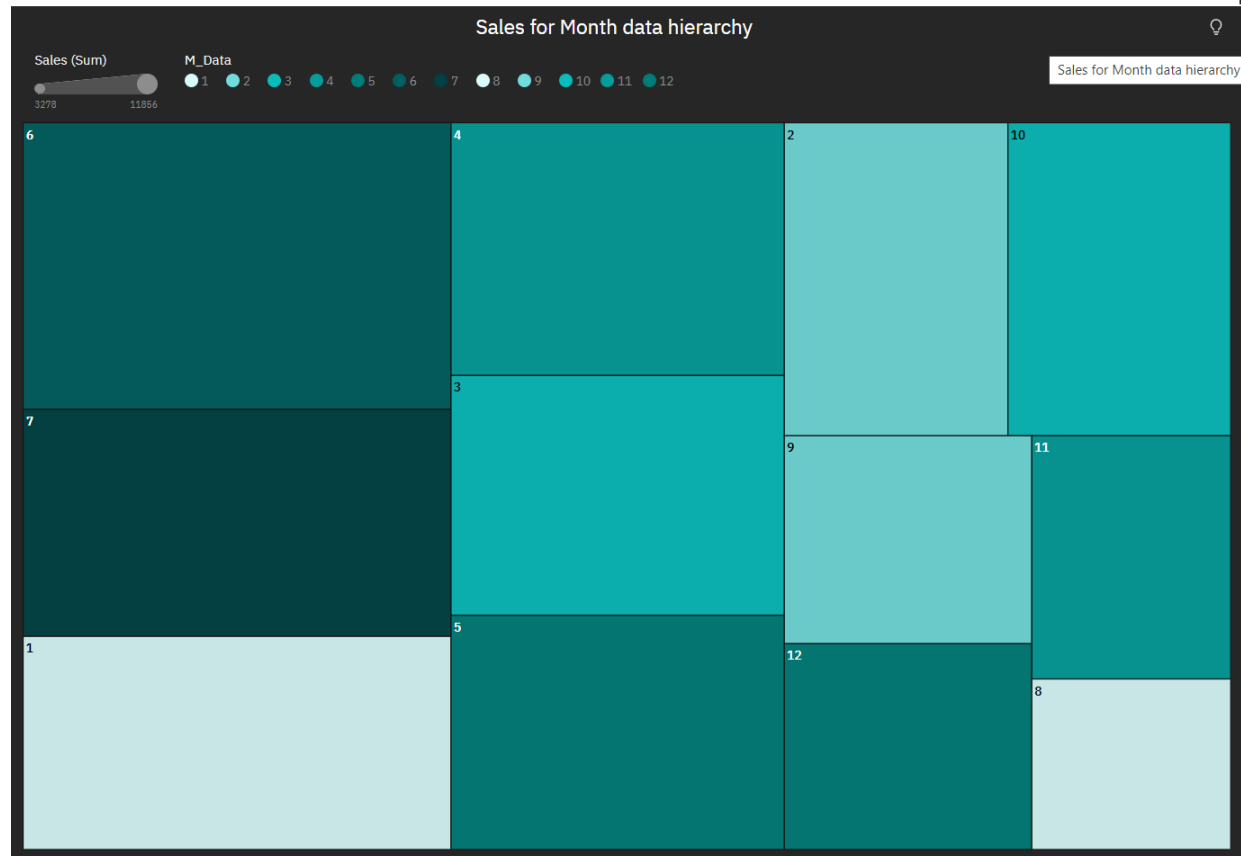 Sales for Month data hierarchy
Sales (Sum)
3278 11856
M_Data
1 2 3 4 5 6 7 8 9 10 11 12
Sales for Month data hierarchy
6
4
2
10
3
7
9
11
5
1
12
8